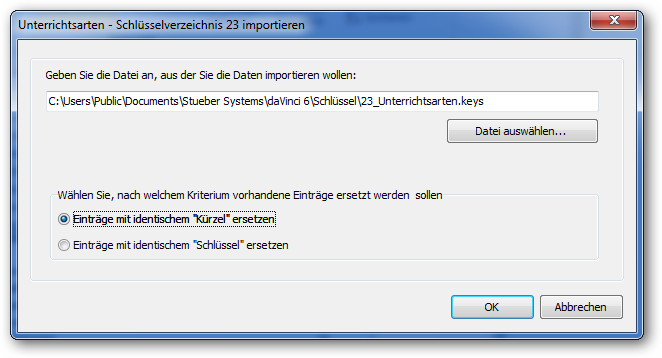 Unterrichtsarten - Schlüsselverzeichnis 23 importieren
Geben Sie die Datei an, aus der Sie die Daten importieren wollen:
C:\Users\Public\Documents\Stueber Systems\daVinci 6\Schlüssel\23_Unterrichtsarten.keys
Datei auswählen...
Wählen Sie, nach welchem Kriterium vorhandene Einträge ersetzt werden sollen
Einträge mit identischem "Kürzel" ersetzen
Einträge mit identischem "Schlüssel" ersetzen
OK
Abbrechen